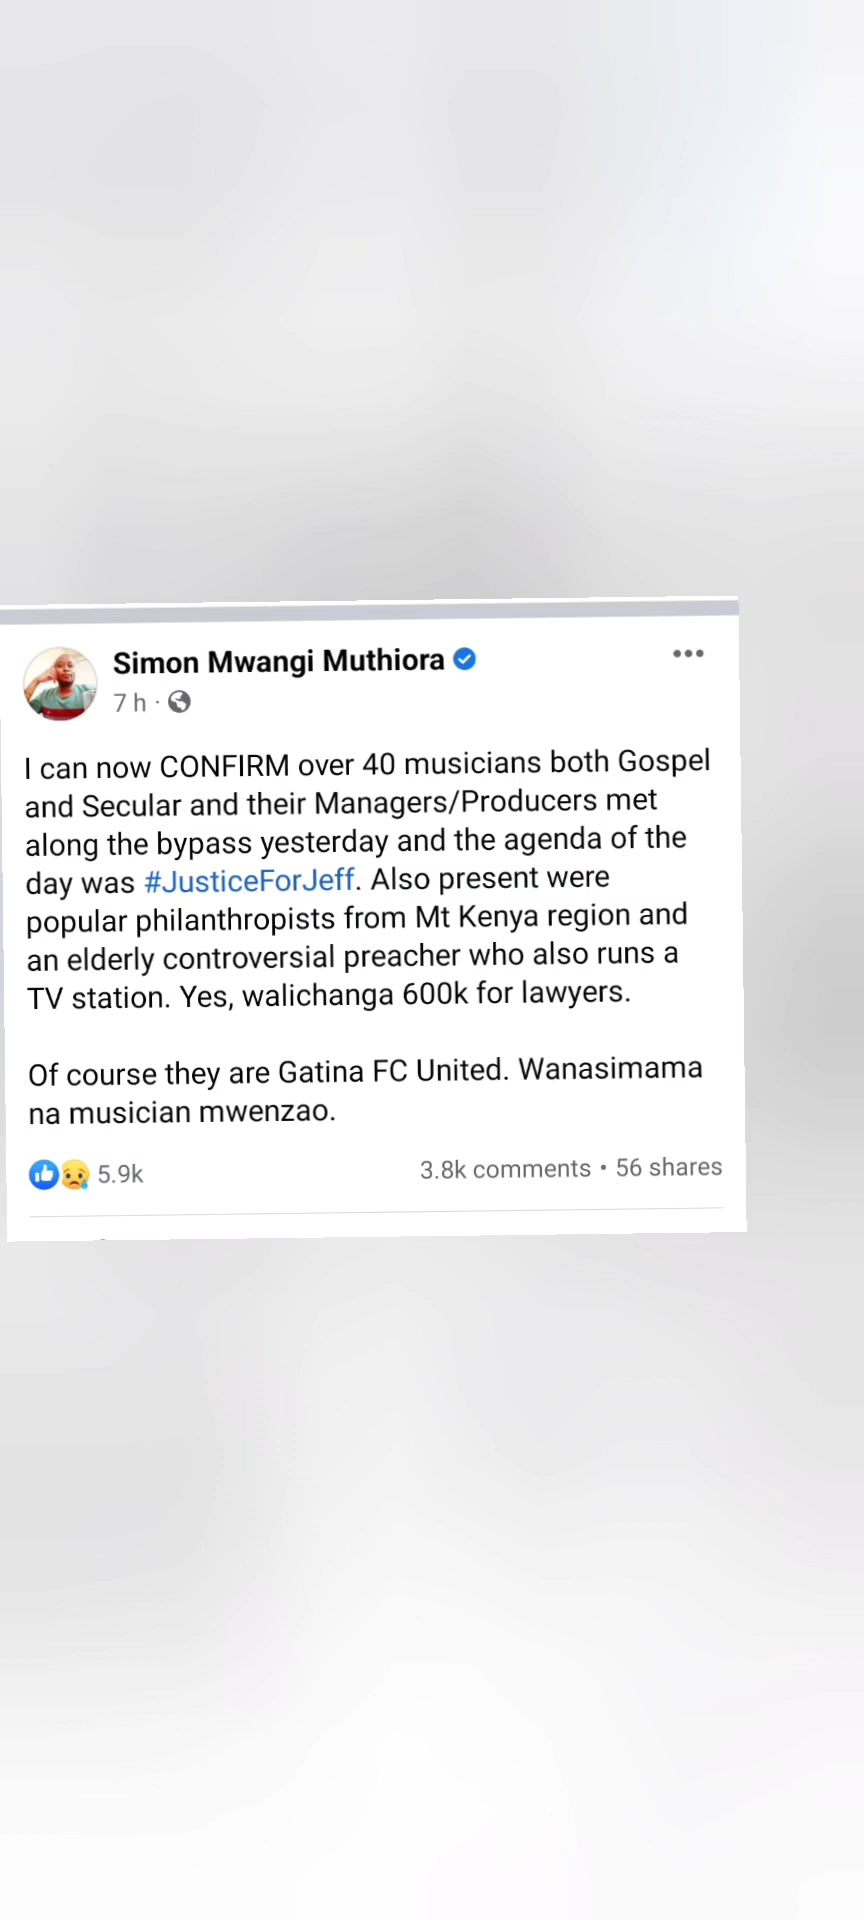 Simon Mwangi Muthiora
7 h ·
I can now CONFIRM over 40 musicians both Gospel
and Secular and their Managers/Producers met
along the bypass yesterday and the agenda of the
day was #JusticeForJeff. Also present were
popular philanthropists from Mt Kenya region and
an elderly controversial preacher who also runs a
TV station. Yes, walichanga 600k for lawyers.
Of course they are Gatina FC United. Wanasimama
na musician mwenzao.
5.9k
3.8k comments • 56 shares